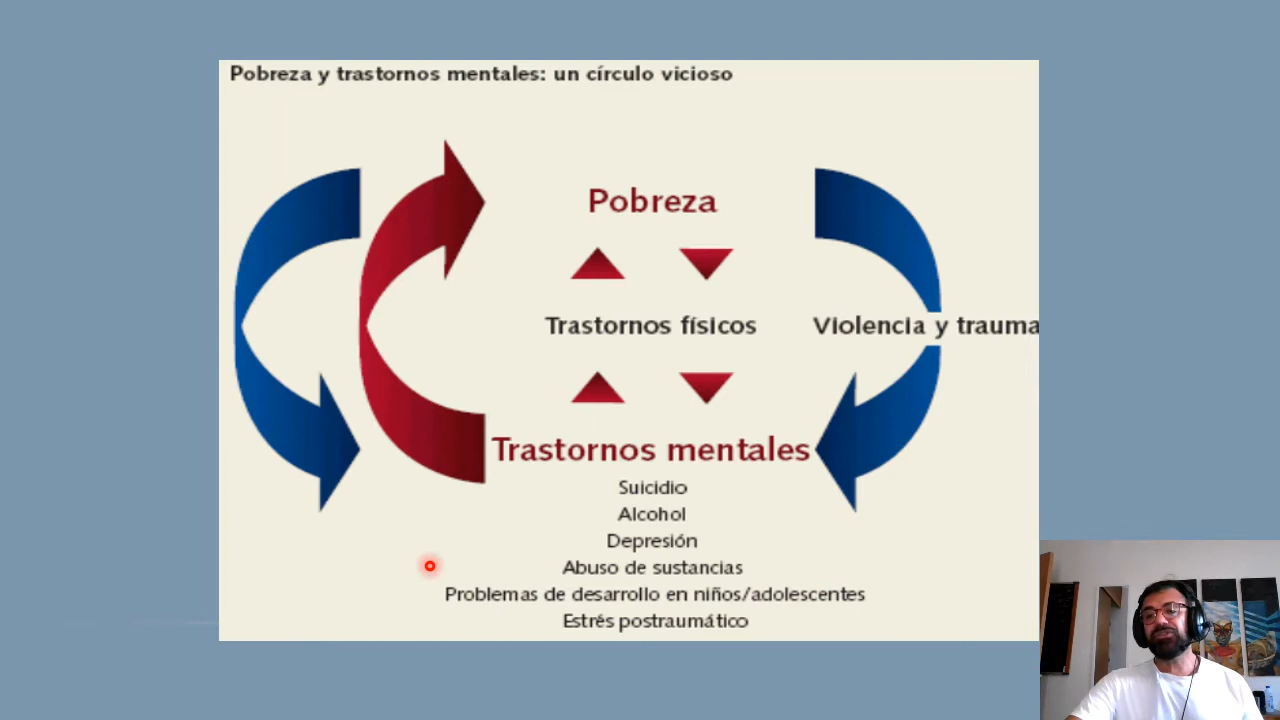 Pobreza y trastornos mentales: un círculo vicioso
Pobreza
Trastornos físicos
Violencia y trauma
Trastornos mentales
Suicidio
Alcohol
Depresión
Abuso de sustancias
Problemas de desarrollo en niños/adolescentes
Estrés postraumático